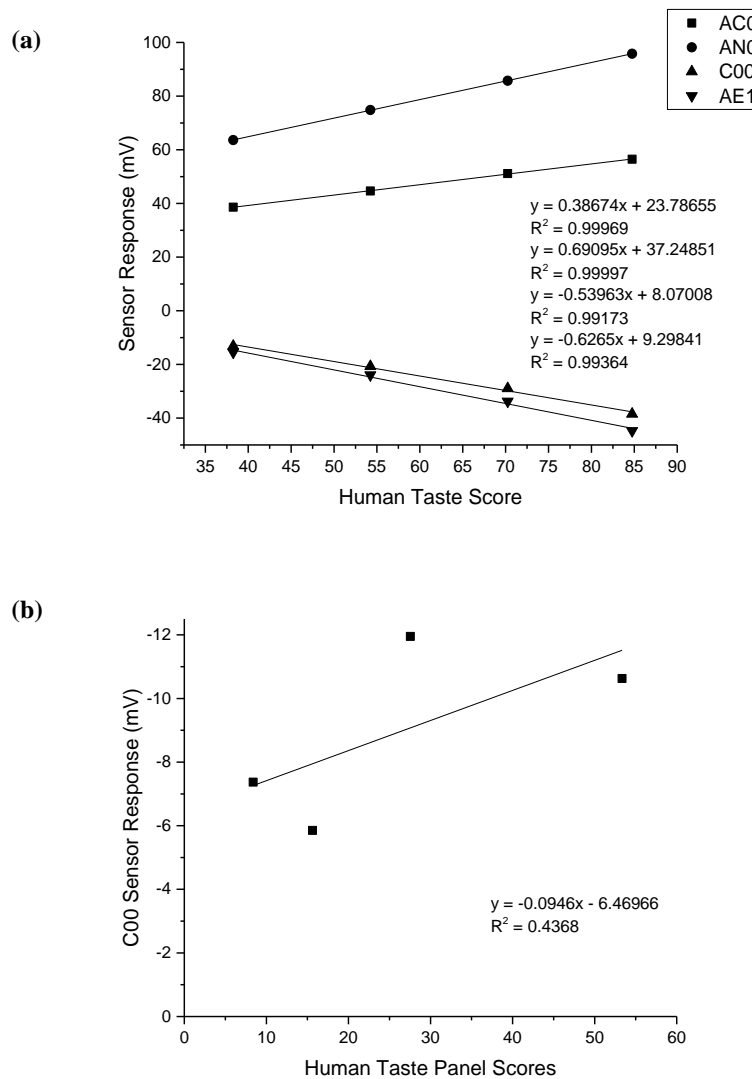 (a)
AC0
AN0
C00
AE1
100
80
60
40
20
0
-20
-40
Sensor Response (mV)
y = 0.38674x + 23.78655
R² = 0.99969
y = 0.69095x + 37.24851
R² = 0.99997
y = -0.53963x + 8.07008
R² = 0.99173
y = -0.6265x + 9.29841
R² = 0.99364
35 40 45 50 55 60 65 70 75 80 85 90
Human Taste Score
(b)
-12
-10
-8
-6
-4
-2
0
C00 Sensor Response (mV)
y = -0.0946x - 6.46966
R² = 0.4368
0 10 20 30 40 50 60
Human Taste Panel Scores